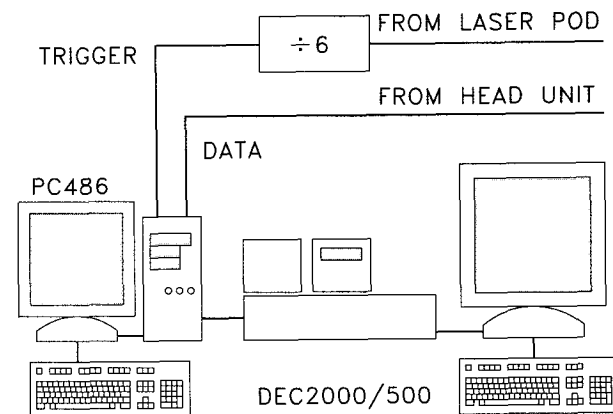 FROM LASER POD
÷6
TRIGGER
FROM HEAD UNIT
DATA
PC486
DEC2000/500